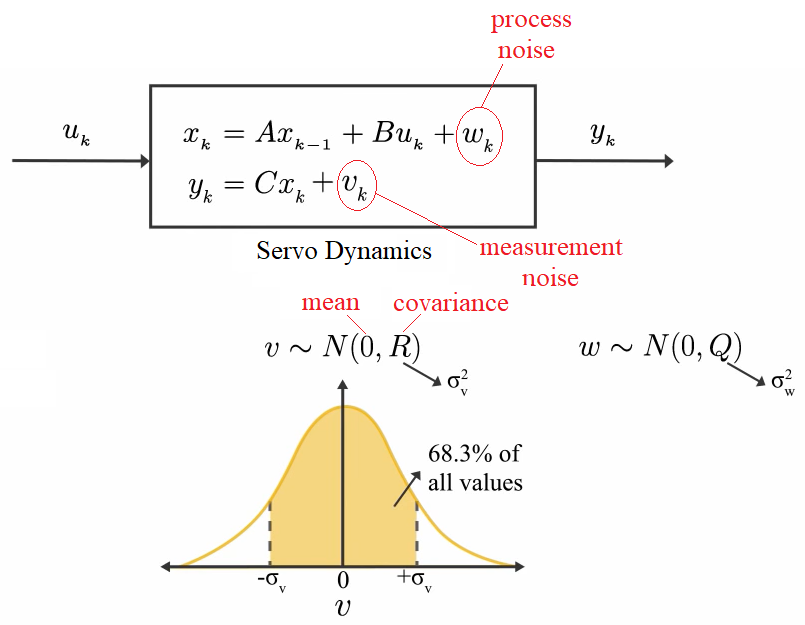 process
noise
u_k
x_k = Ax_{k-1} + Bu_k + w_k
y_k
y_k = Cx_k + v_k
Servo Dynamics
measurement
noise
mean
covariance
v ~ N(0, R)
w ~ N(0, Q)
σ_v^2
σ_w^2
68.3% of
all values
-σ_v
0
+σ_v
v